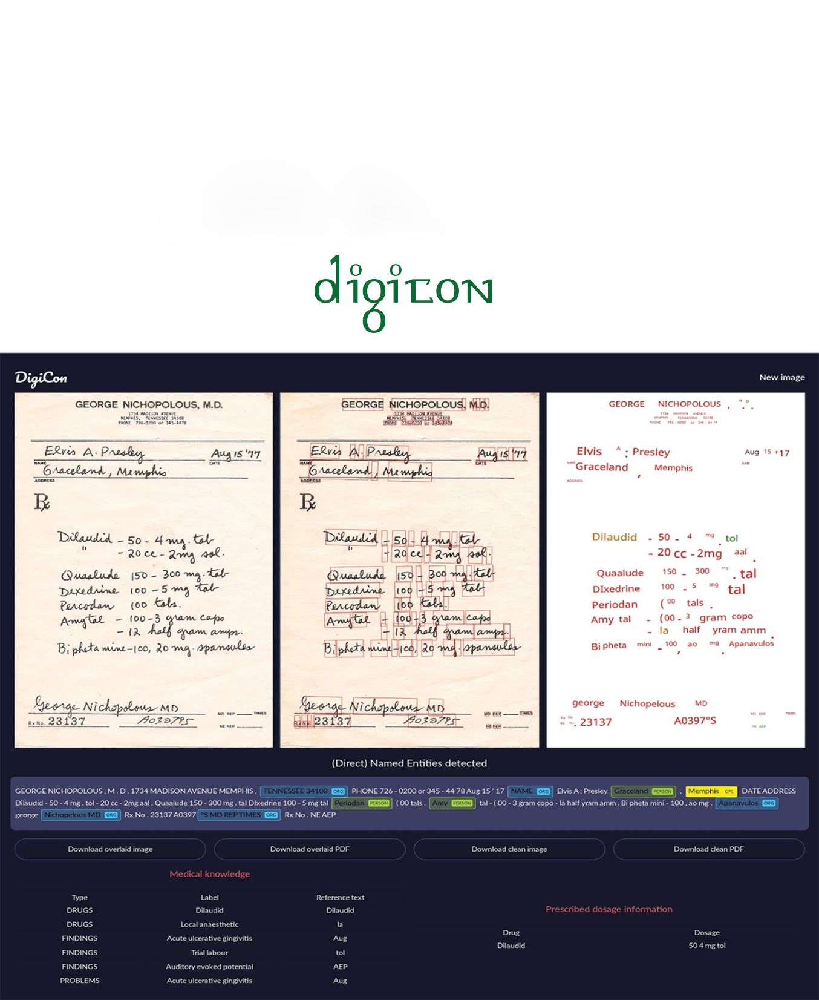 digicon
DigiCon
New image
GEORGE NICHOPOLOUS, M.D.
1734 MADISON AVENUE
MEMPHIS, TENNESSEE 34108
PHONE 726-0200 or 345-4478
Elvis A. Presley Aug 15 '77
NAME DATE
Graceland, Memphis
ADDRESS
Rx
Dilaudid - 50 - 4 mg. tab
" - 20 cc - 2mg sol.
Quaalude 150 - 300 mg. tab
Dexedrine 100 - 5 mg tab
Percodan 100 tabs.
Amytal - 100-3 gram caps
- 12 half gram amps.
Biphetamine-100, 20 mg. spansules
George Nichopolous MD
MD REP TIMES
Rx No. 23137 A030785
NE REP
GEORGE NICHOPOLOUS, M.D.
1734 MADISON AVENUE
MEMPHIS, TENNESSEE 34108
PHONE 726-0200 or 345-4478
Elvis A. Presley Aug 15 '77
NAME DATE
Graceland, Memphis
ADDRESS
Rx
Dilaudid - 50 - 4 mg. tab
" - 20 cc - 2mg sol.
Quaalude 150 - 300 mg. tab
Dexedrine 100 - 5 mg tab
Percodan 100 tabs.
Amytal - 100-3 gram caps
- 12 half gram amps.
Biphetamine-100, 20 mg. spansules
George Nichopolous MD
MD REP TIMES
Rx No. 23137 A030785
NE REP
GEORGE NICHOPOLOUS , M . D .
1734 MADISON AVENUE
MEMPHIS , TENNESSEE 34108
PHONE 726 - 0200 or 345 - 44 78
Elvis A : Presley Aug 15 ' 17
NAME DATE
Graceland , Memphis
ADDRESS
Dilaudid - 50 - 4 mg . tol
- 20 cc - 2mg aal .
Quaalude 150 - 300 mg . tal
DIxedrine 100 - 5 mg tal
Periodan ( 00 tals .
Amy tal - (00 - 3 gram copo
- la half yram amm .
Bi pheta mini - 100 , ao mg . Apanavulos
george Nichopelous MD
MD REP TIMES
Rx No
Rx No . 23137 A0397°S
NE AEP
(Direct) Named Entities detected
GEORGE NICHOPOLOUS , M . D . 1734 MADISON AVENUE MEMPHIS , TENNESSEE 34108 ORG PHONE 726 - 0200 or 345 - 44 78 Aug 15 ' 17 NAME ORG Elvis A : Presley Graceland PERSON , Memphis GPE DATE ADDRESS
Dilaudid - 50 - 4 mg . tol - 20 cc - 2mg aal . Quaalude 150 - 300 mg . tal DIxedrine 100 - 5 mg tal Periodan PERSON ( 00 tals . Amy PERSON tal - ( 00 - 3 gram copo - la half yram amm . Bi pheta mini - 100 , ao mg . Apanavulos ORG
george Nichopelous MD ORG Rx No . 23137 A0397 °S MD REP TIMES ORG Rx No . NE AEP
Download overlaid image Download overlaid PDF Download clean image Download clean PDF
Medical knowledge
Type Label Reference text
DRUGS Dilaudid Dilaudid
DRUGS Local anaesthetic la
FINDINGS Acute ulcerative gingivitis Aug
FINDINGS Trial labour tol
FINDINGS Auditory evoked potential AEP
PROBLEMS Acute ulcerative gingivitis Aug
Prescribed dosage information
Drug Dosage
Dilaudid 50 4 mg tol